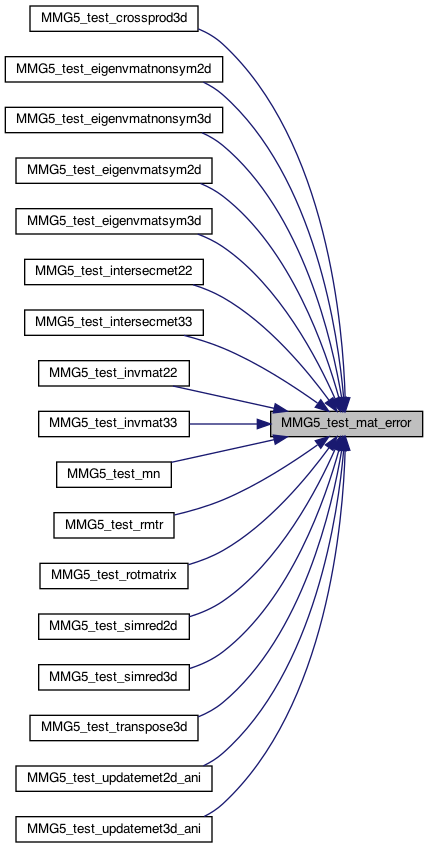 MMG5_test_crossprod3d
MMG5_test_eigenvmatnonsym2d
MMG5_test_eigenvmatnonsym3d
MMG5_test_eigenvmatsym2d
MMG5_test_eigenvmatsym3d
MMG5_test_intersecmet22
MMG5_test_intersecmet33
MMG5_test_invmat22
MMG5_test_invmat33
MMG5_test_mat_error
MMG5_test_mn
MMG5_test_rmtr
MMG5_test_rotmatrix
MMG5_test_simred2d
MMG5_test_simred3d
MMG5_test_transpose3d
MMG5_test_updatemet2d_ani
MMG5_test_updatemet3d_ani